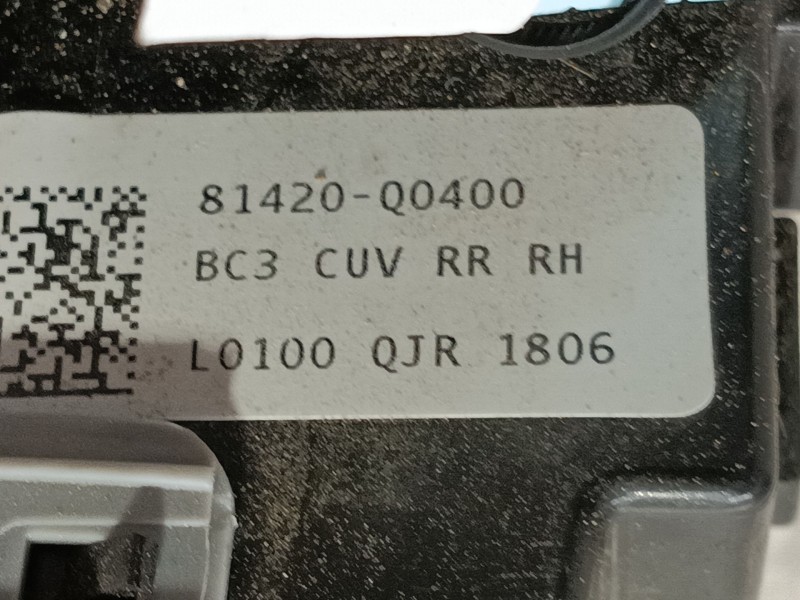 81420-Q0400
BC3 CUV RR RH
L0100 QJR 1806